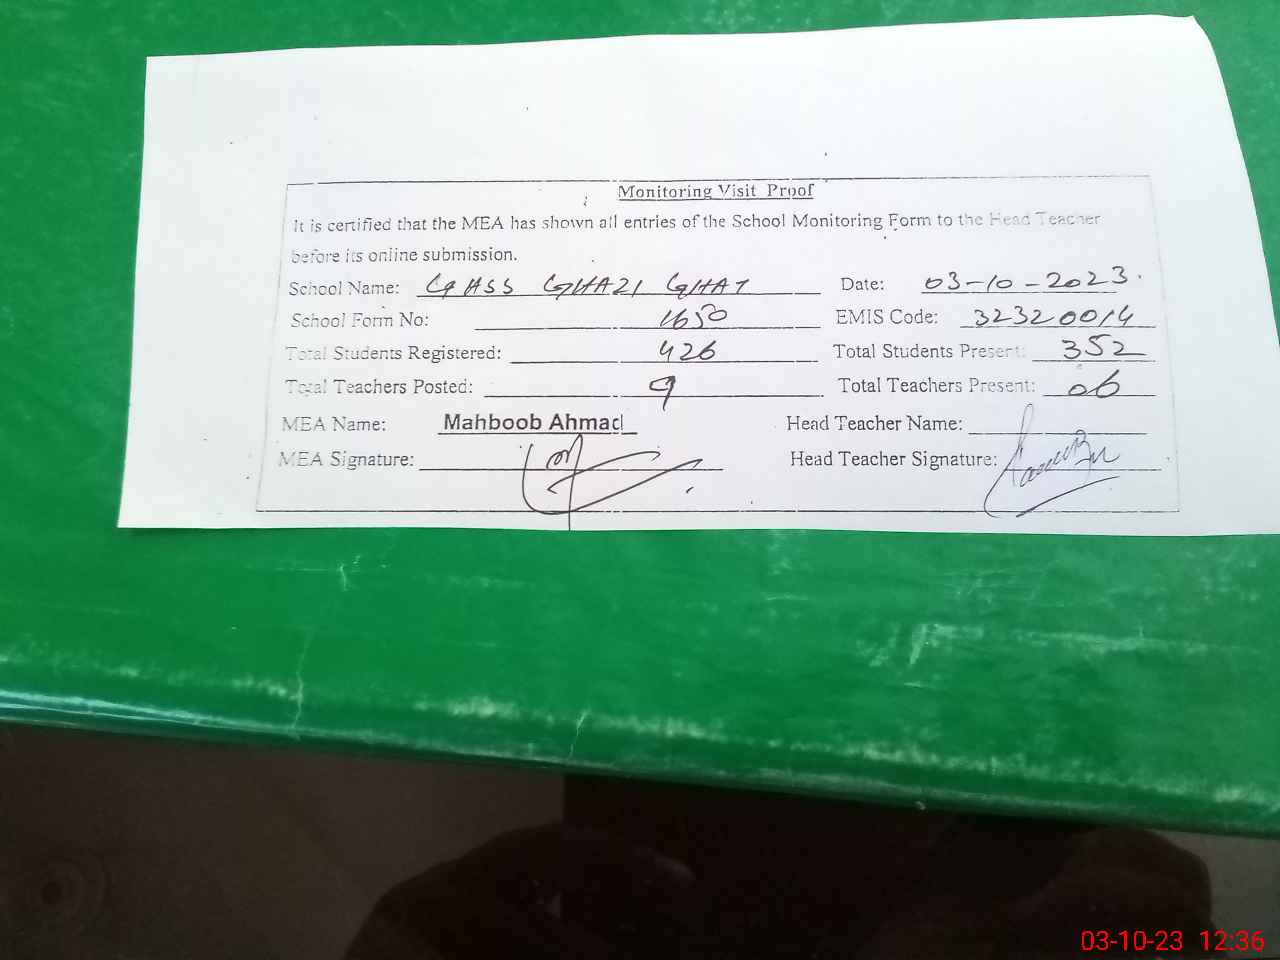 Monitoring Visit Proof
It is certified that the MEA has shown all entries of the School Monitoring Form to the Head Teacher
before its online submission.
School Name: GHSS GHAZI GHAT Date: 03-10-2023.
School Form No: 1650 EMIS Code: 32320014
Total Students Registered: 426 Total Students Present: 352
Total Teachers Posted: 9 Total Teachers Present: 06
MEA Name: Mahboob Ahmad Head Teacher Name:
MEA Signature: Head Teacher Signature:
03-10-23 12:36